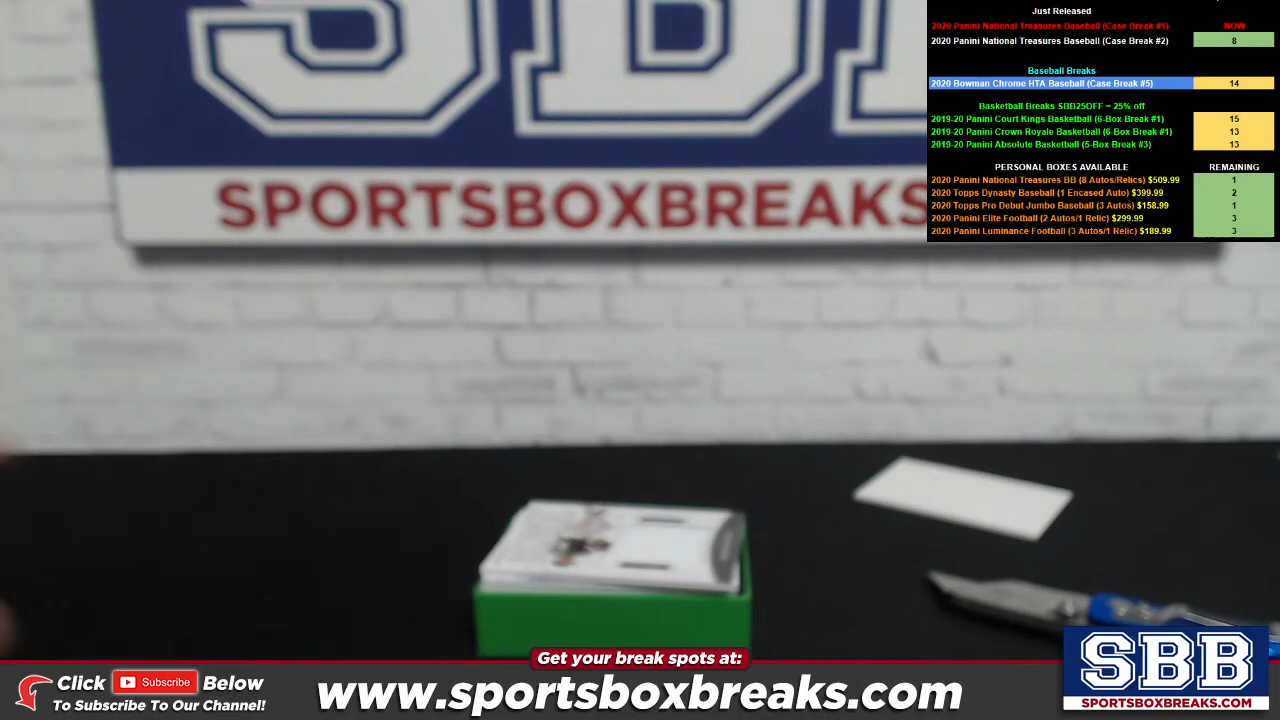 Just Released
2020 Panini National Treasures Baseball (Case Break #1) NOW
2020 Panini National Treasures Baseball (Case Break #2) 8
Baseball Breaks
2020 Bowman Chrome HTA Baseball (Case Break #5) 14
Basketball Breaks SBB25OFF = 25% off
2019-20 Panini Court Kings Basketball (6-Box Break #1) 15
2019-20 Panini Crown Royale Basketball (6-Box Break #1) 13
2019-20 Panini Absolute Basketball (5-Box Break #3) 13
PERSONAL BOXES AVAILABLE REMAINING
2020 Panini National Treasures BB (8 Autos/Relics) $509.99 1
2020 Topps Dynasty Baseball (1 Encased Auto) $399.99 2
2020 Topps Pro Debut Jumbo Baseball (3 Autos) $158.99 1
2020 Panini Elite Football (2 Autos/1 Relic) $299.99 3
2020 Panini Luminance Football (3 Autos/1 Relic) $189.99 3
SBB
SBOXBREAKS
Get your break spots at:
Click Subscribe Below
To Subscribe To Our Channel!
www.sportsboxbreaks.com
SBB
SPORTSBOXBREAKS.COM